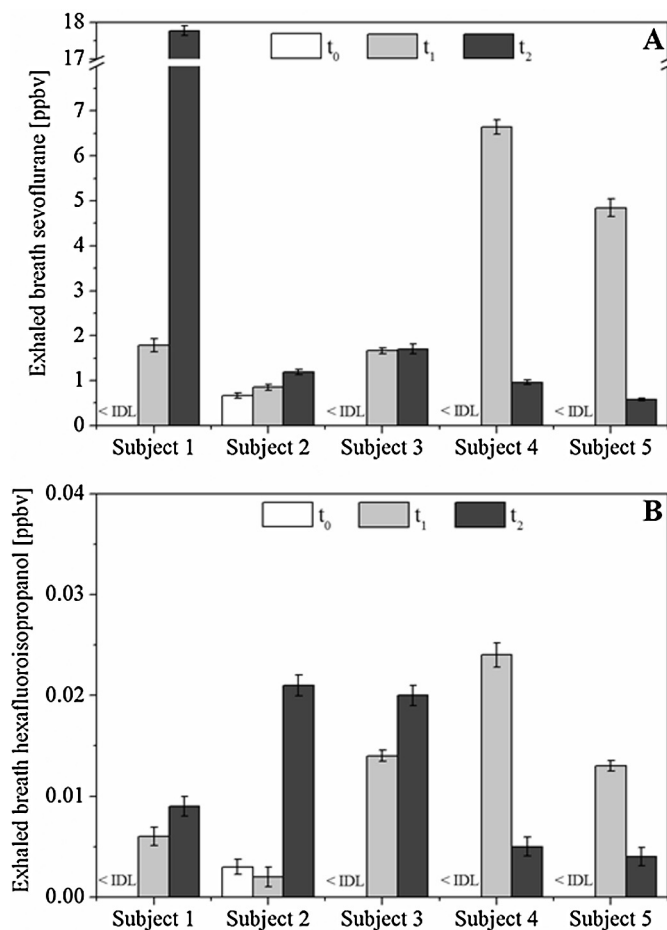 18
17
7
6
5
4
3
2
1
0
Exhaled breath sevoflurane [ppbv]
t0 t1 t2
A
< IDL < IDL < IDL < IDL
Subject 1 Subject 2 Subject 3 Subject 4 Subject 5
0.04
0.03
0.02
0.01
0.00
Exhaled breath hexafluoroisopropanol [ppbv]
t0 t1 t2
B
< IDL < IDL < IDL < IDL
Subject 1 Subject 2 Subject 3 Subject 4 Subject 5